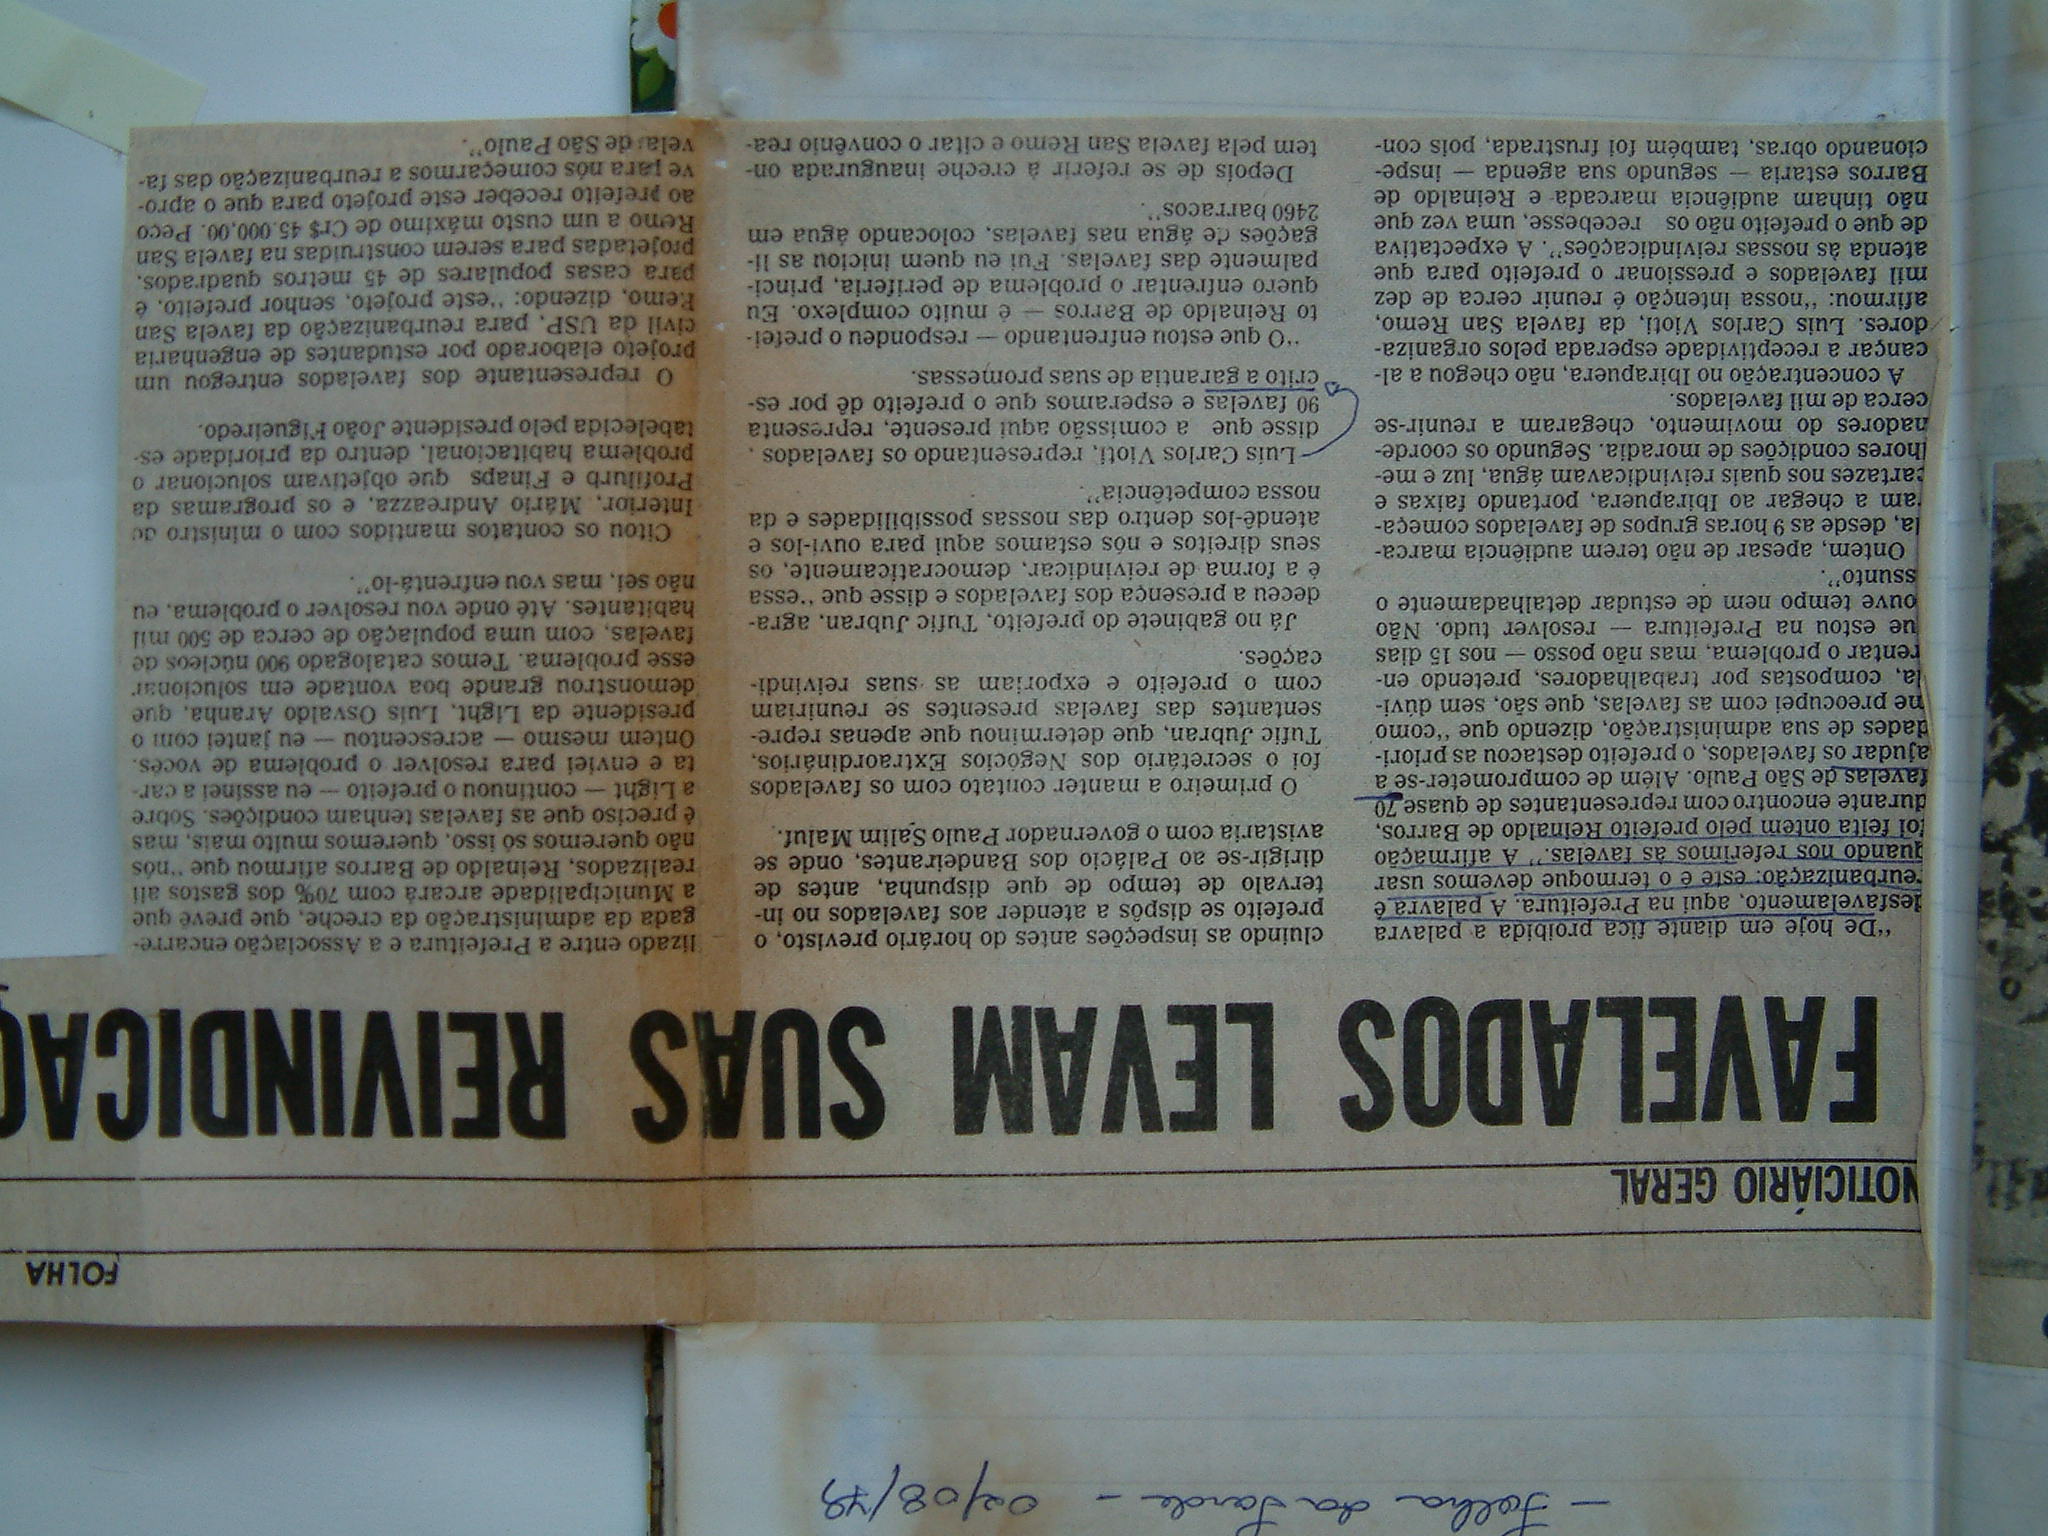 — Folha da Tarde — 02/08/79
FOLHA
NOTICIÁRIO GERAL
FAVELADOS LEVAM SUAS REIVINDICAÇ
"De hoje em diante fica proibida a palavra
desfavelamento, aqui na Prefeitura. A palavra é
reurbanização: este é o termoque devemos usar
quando nos referimos às favelas." A afirmação
foi feita ontem pelo prefeito Reinaldo de Barros,
durante encontro com representantes de quase 70
favelas de São Paulo. Além de comprometer-se a
ajudar os favelados, o prefeito destacou as priori-
dades de sua administração, dizendo que "como
me preocupei com as favelas, que são, sem dúvi-
la, compostas por trabalhadores, pretendo en-
rentar o problema, mas não posso — nos 15 dias
ue estou na Prefeitura — resolver tudo. Não
ouve tempo nem de estudar detalhadamente o
ssunto".
Ontem, apesar de não terem audiência marca-
la, desde as 9 horas grupos de favelados começa-
ram a chegar ao Ibirapuera, portando faixas e
cartazes nos quais reivindicavam água, luz e me-
lhores condições de moradia. Segundo os coorde-
nadores do movimento, chegaram a reunir-se
cerca de mil favelados.
A concentração no Ibirapuera, não chegou a al-
cançar a receptividade esperada pelos organiza-
dores. Luis Carlos Vioti, da favela San Remo,
afirmou: "nossa intenção é reunir cerca de dez
mil favelados e pressionar o prefeito para que
atenda às nossas reivindicações". A expectativa
de que o prefeito não os recebesse, uma vez que
não tinham audiência marcada e Reinaldo de
Barros estaria — segundo sua agenda — inspe-
cionando obras, também foi frustrada, pois con-
cluindo as inspeções antes do horário previsto, o
prefeito se dispôs a atender aos favelados no in-
tervalo de tempo de que dispunha, antes de
dirigir-se ao Palácio dos Bandeirantes, onde se
avistaria com o governador Paulo Salim Maluf.
O primeiro a manter contato com os favelados
foi o secretário dos Negócios Extraordinários,
Tufic Jubran, que determinou que apenas repre-
sentantes das favelas presentes se reuniriam
com o prefeito e exporiam as suas reivindi-
cações.
Já no gabinete do prefeito, Tufic Jubran, agra-
deceu a presença dos favelados e disse que "essa
é a forma de reivindicar, democraticamente, os
seus direitos e nós estamos aqui para ouvi-los e
atendê-los dentro das nossas possibilidades e da
nossa competência".
Luis Carlos Vioti, representando os favelados,
disse que a comissão aqui presente, representa
90 favelas e esperamos que o prefeito dê por es-
crito a garantia de suas promessas.
"O que estou enfrentando — respondeu o prefei-
to Reinaldo de Barros — é muito complexo. Eu
quero enfrentar o problema de periferia, princi-
palmente das favelas. Fui eu quem iniciou as li-
gações de água nas favelas, colocando água em
2460 barracos".
Depois de se referir à creche inaugurada on-
tem pela favela San Remo e citar o convênio rea-
lizado entre a Prefeitura e a Associação encarre-
gada da administração da creche, que prevê que
a Municipalidade arcará com 70% dos gastos ali
realizados, Reinaldo de Barros afirmou que "nós
não queremos só isso, queremos muito mais, mas
é preciso que as favelas tenham condições. Sobre
a Light — continuou o prefeito — eu assinei a car-
ta e enviei para resolver o problema de vocês.
Ontem mesmo — acrescentou — eu jantei com o
presidente da Light, Luis Osvaldo Aranha, que
demonstrou grande boa vontade em solucionar
esse problema. Temos catalogado 900 núcleos de
favelas, com uma população de cerca de 500 mil
habitantes. Até onde vou resolver o problema, eu
não sei, mas vou enfrentá-lo".
Citou os contatos mantidos com o ministro do
Interior, Mário Andreazza, e os programas da
Profilurb e Finaps que objetivam solucionar o
problema habitacional, dentro da prioridade es-
tabelecida pelo presidente João Figueiredo.
O representante dos favelados entregou um
projeto elaborado por estudantes de engenharia
civil da USP, para reurbanização da favela San
Remo, dizendo: "este projeto, senhor prefeito, é
para casas populares de 45 metros quadrados,
projetadas para serem construídas na favela San
Remo a um custo máximo de Cr$ 45.000,00. Peço
ao prefeito receber este projeto para que o apro-
ve para nós começarmos a reurbanização das fa-
vela: de São Paulo".